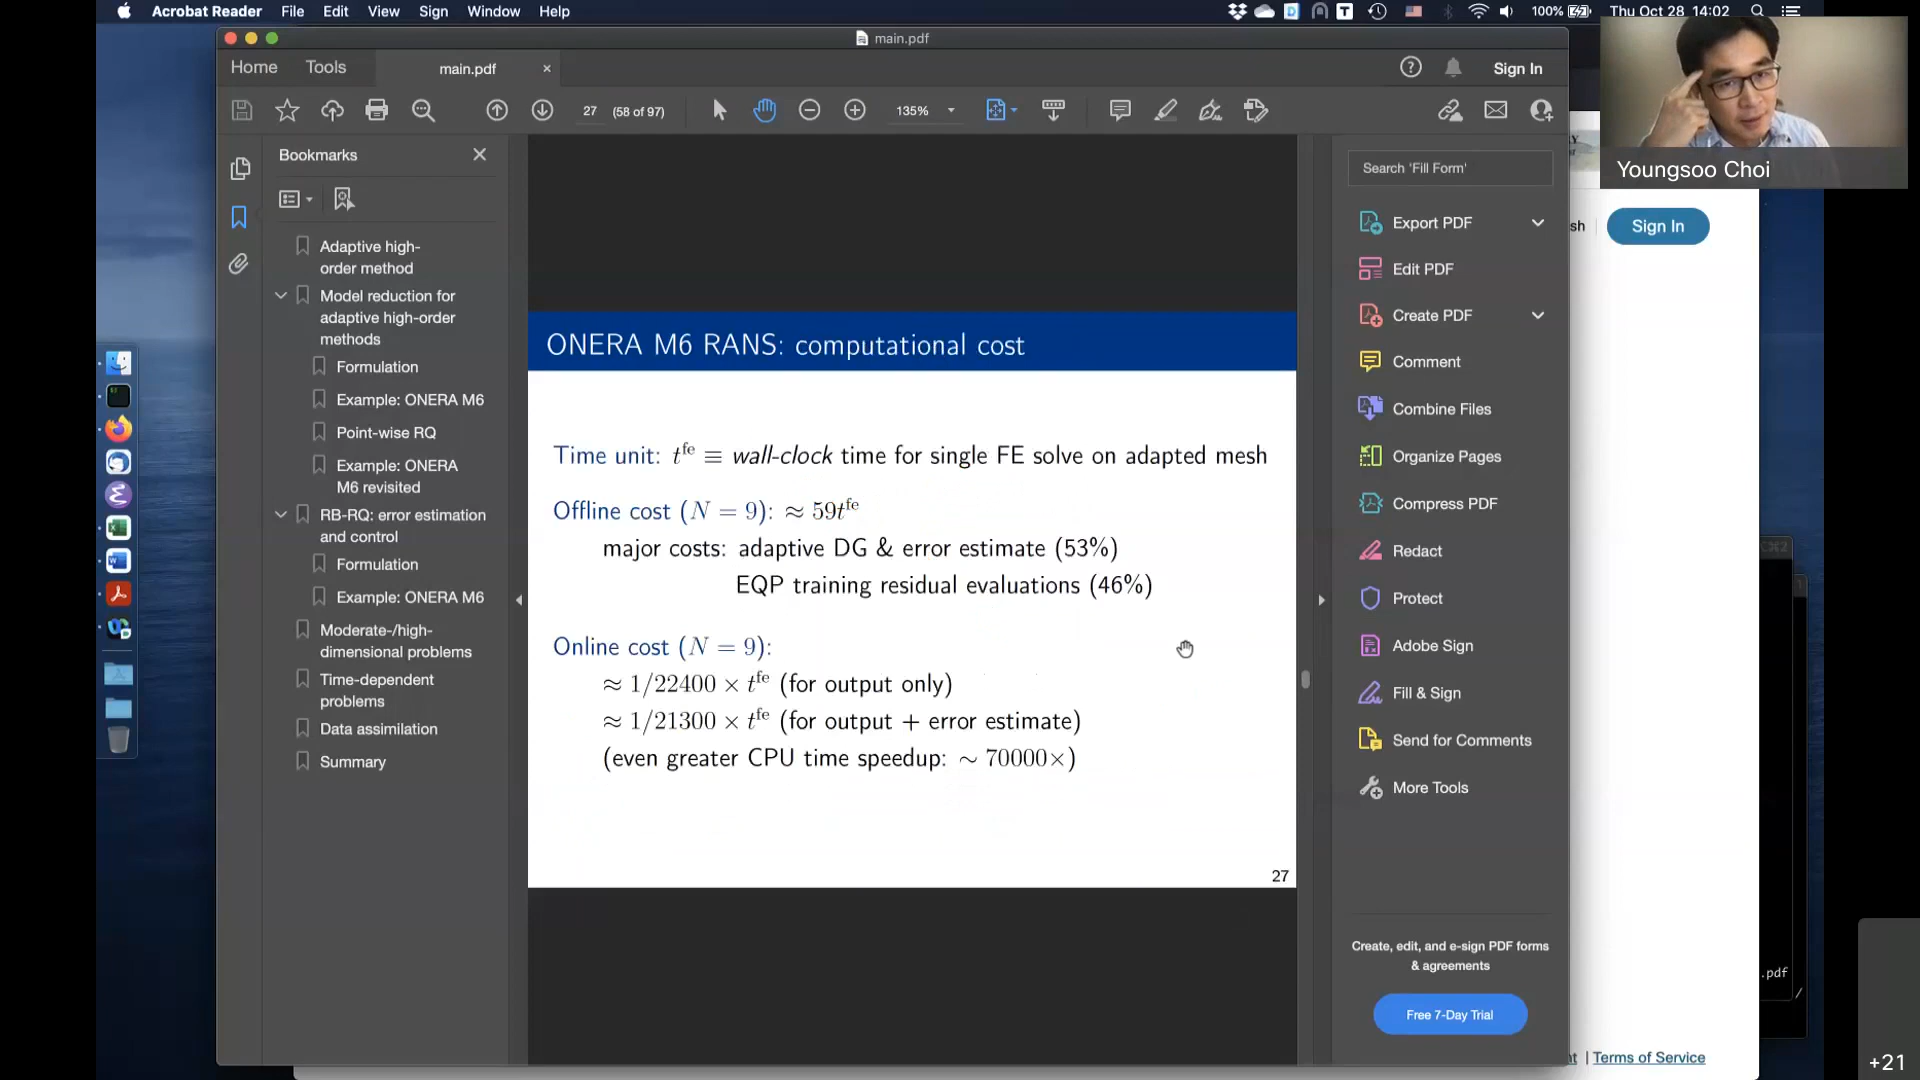 Acrobat Reader File Edit View Sign Window Help
100% Thu Oct 28 14:02
main.pdf
Home Tools main.pdf × Sign In
27 (58 of 97) 135%
Bookmarks
Adaptive high-
order method
Model reduction for
adaptive high-order
methods
Formulation
Example: ONERA M6
Point-wise RQ
Example: ONERA
M6 revisited
RB-RQ: error estimation
and control
Formulation
Example: ONERA M6
Moderate-/high-
dimensional problems
Time-dependent
problems
Data assimilation
Summary
ONERA M6 RANS: computational cost
Time unit: t^fe ≡ wall-clock time for single FE solve on adapted mesh
Offline cost (N = 9): ≈ 59t^fe
major costs: adaptive DG & error estimate (53%)
EQP training residual evaluations (46%)
Online cost (N = 9):
≈ 1/22400 × t^fe (for output only)
≈ 1/21300 × t^fe (for output + error estimate)
(even greater CPU time speedup: ∼ 70000×)
27
Search 'Fill Form'
Export PDF
Edit PDF
Create PDF
Comment
Combine Files
Organize Pages
Compress PDF
Redact
Protect
Adobe Sign
Fill & Sign
Send for Comments
More Tools
Create, edit, and e-sign PDF forms
& agreements
Free 7-Day Trial
Youngsoo Choi
sh Sign In
.pdf
nt | Terms of Service
+21